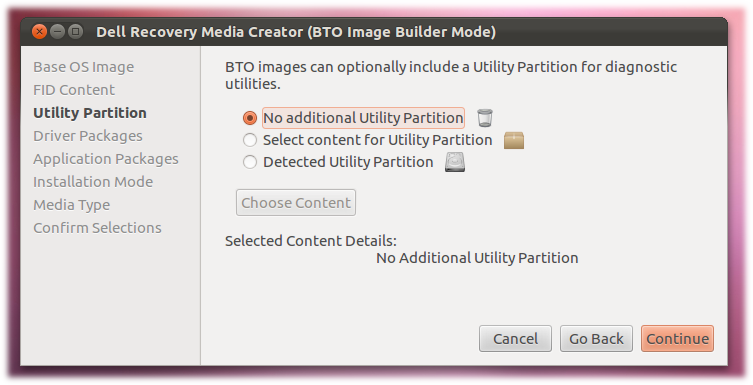 Dell Recovery Media Creator (BTO Image Builder Mode)
Base OS Image
FID Content
Utility Partition
Driver Packages
Application Packages
Installation Mode
Media Type
Confirm Selections
BTO images can optionally include a Utility Partition for diagnostic
utilities.
No additional Utility Partition
Select content for Utility Partition
Detected Utility Partition
Choose Content
Selected Content Details:
No Additional Utility Partition
Cancel
Go Back
Continue